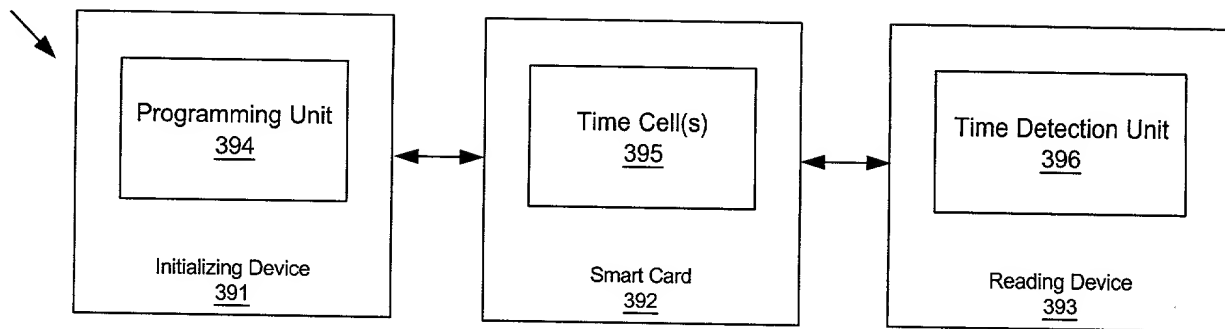 Programming Unit
394
Initializing Device
391
Time Cell(s)
395
Smart Card
392
Time Detection Unit
396
Reading Device
393